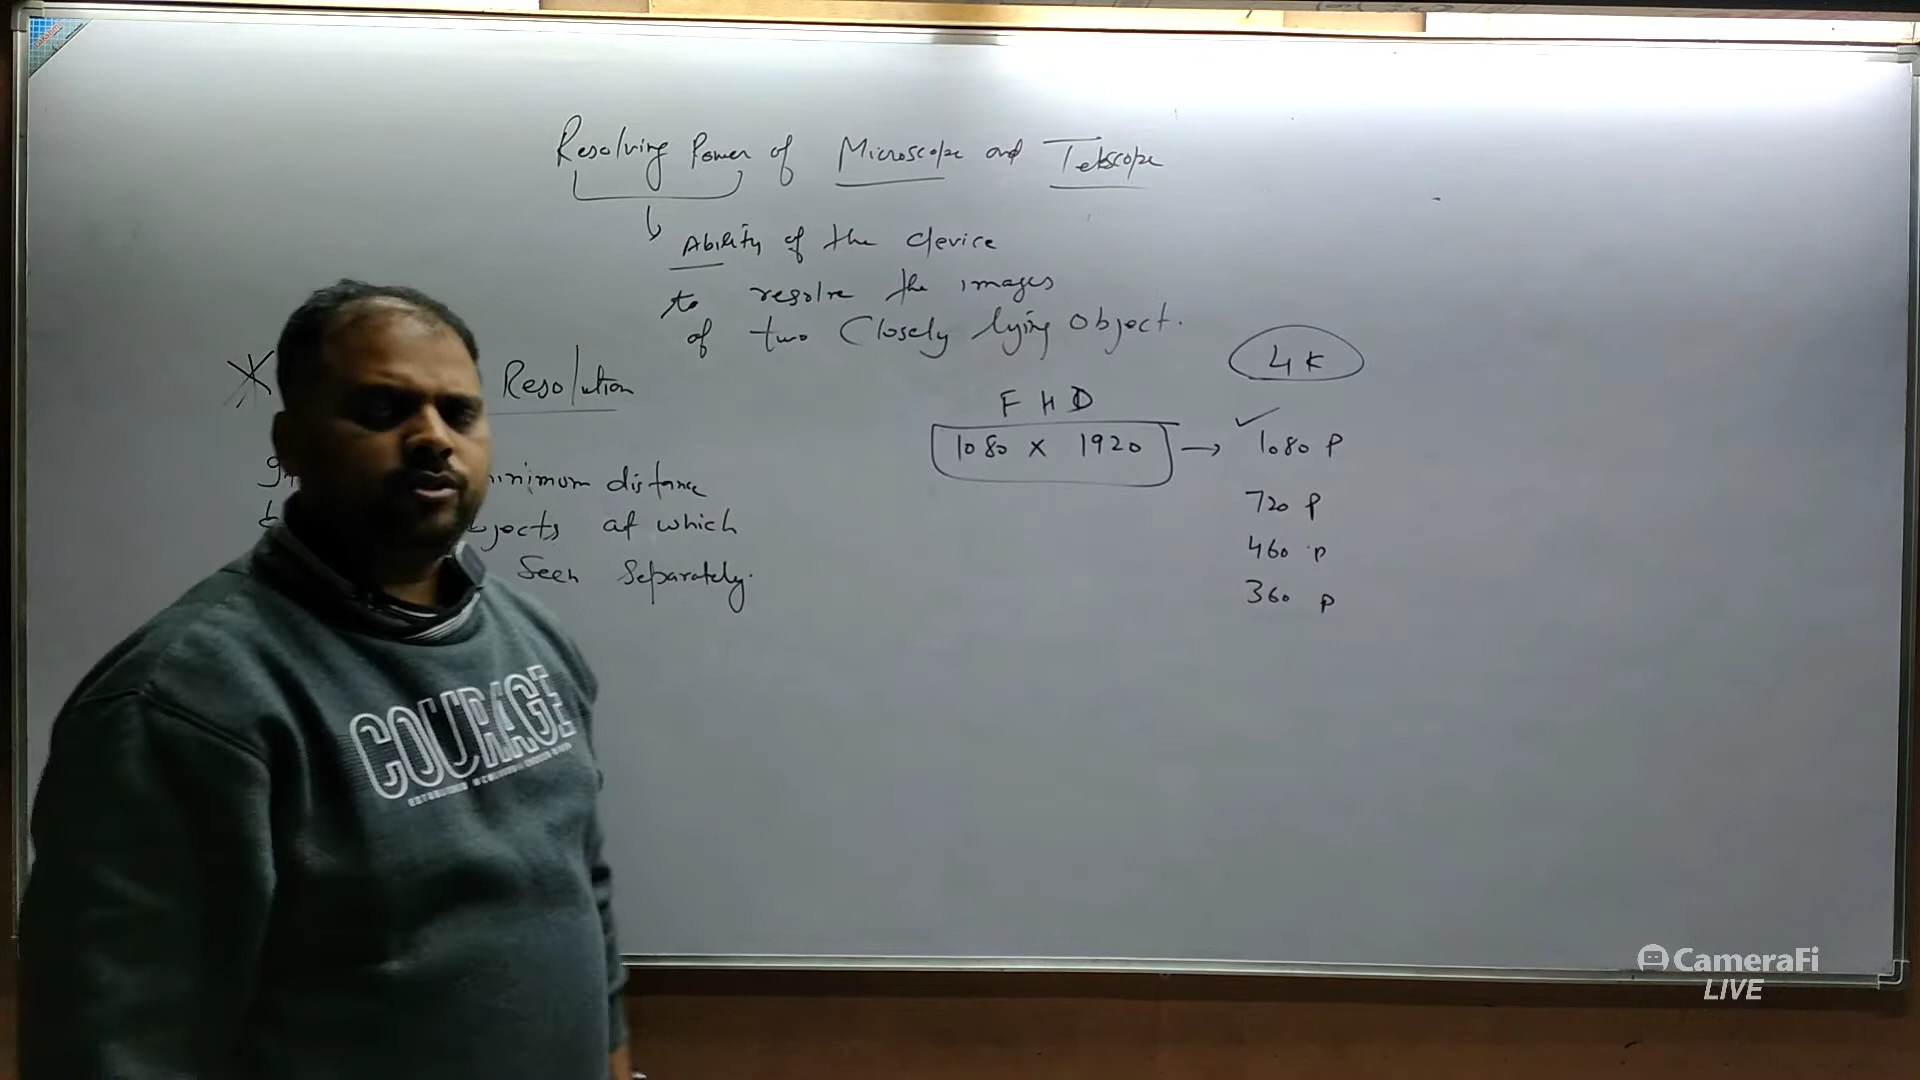 Resolving Power of Microscope and Telescope
Ability of the device
to resolve the images
of two Closely lying object.
Resolution
minimum distance
objects at which
seen separately.
4K
F H D
1080 x 1920 → 1080 P
720 P
460 p
360 p
COURAGE
CameraFi
LIVE